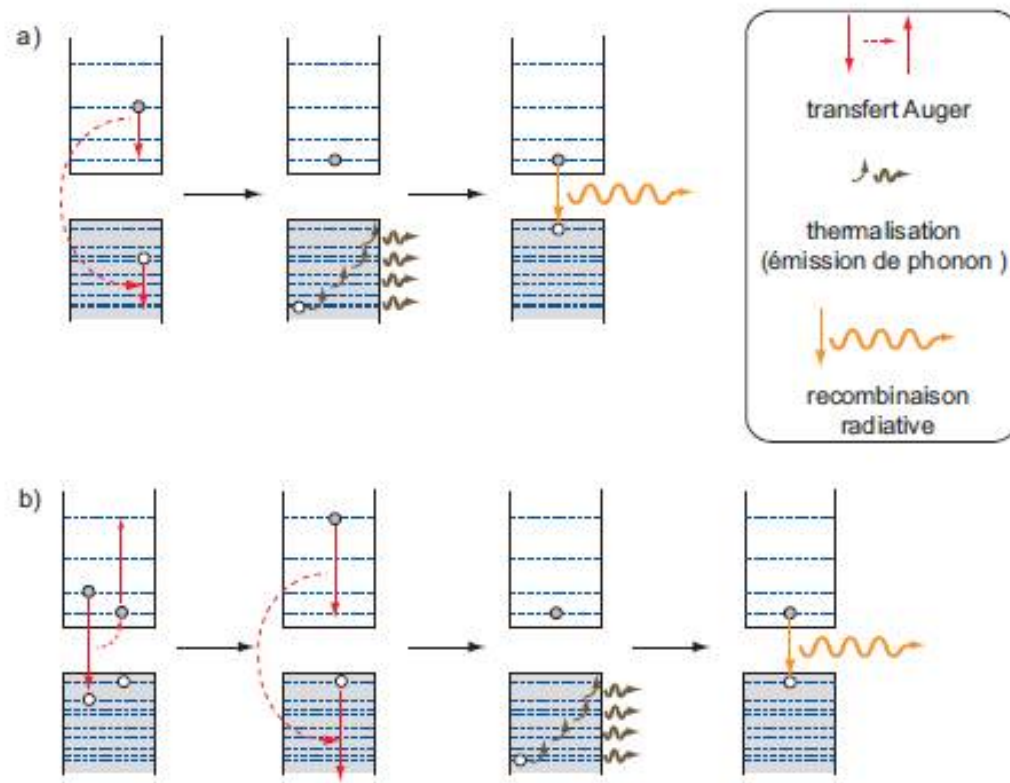 a)
transfert Auger
thermalisation
(émission de phonon )
recombinaison
radiative
b)